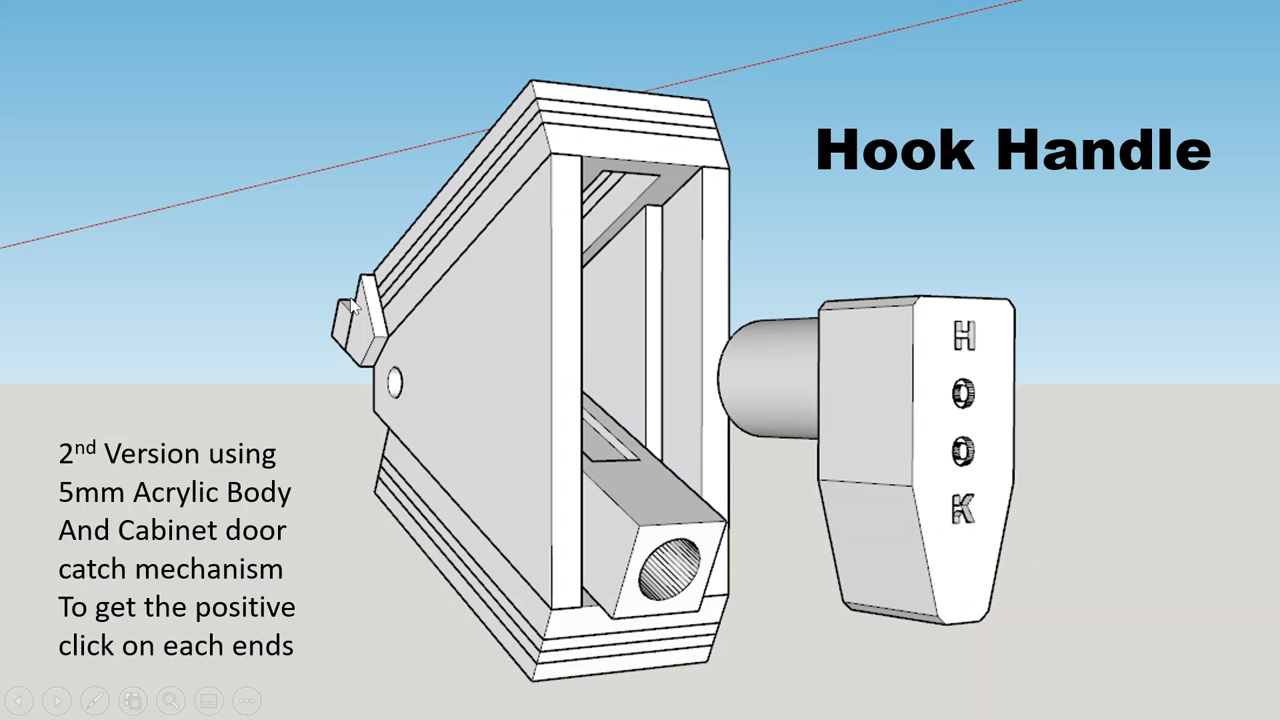 Hook Handle
H
O
O
K
2nd Version using
5mm Acrylic Body
And Cabinet door
catch mechanism
To get the positive
click on each ends